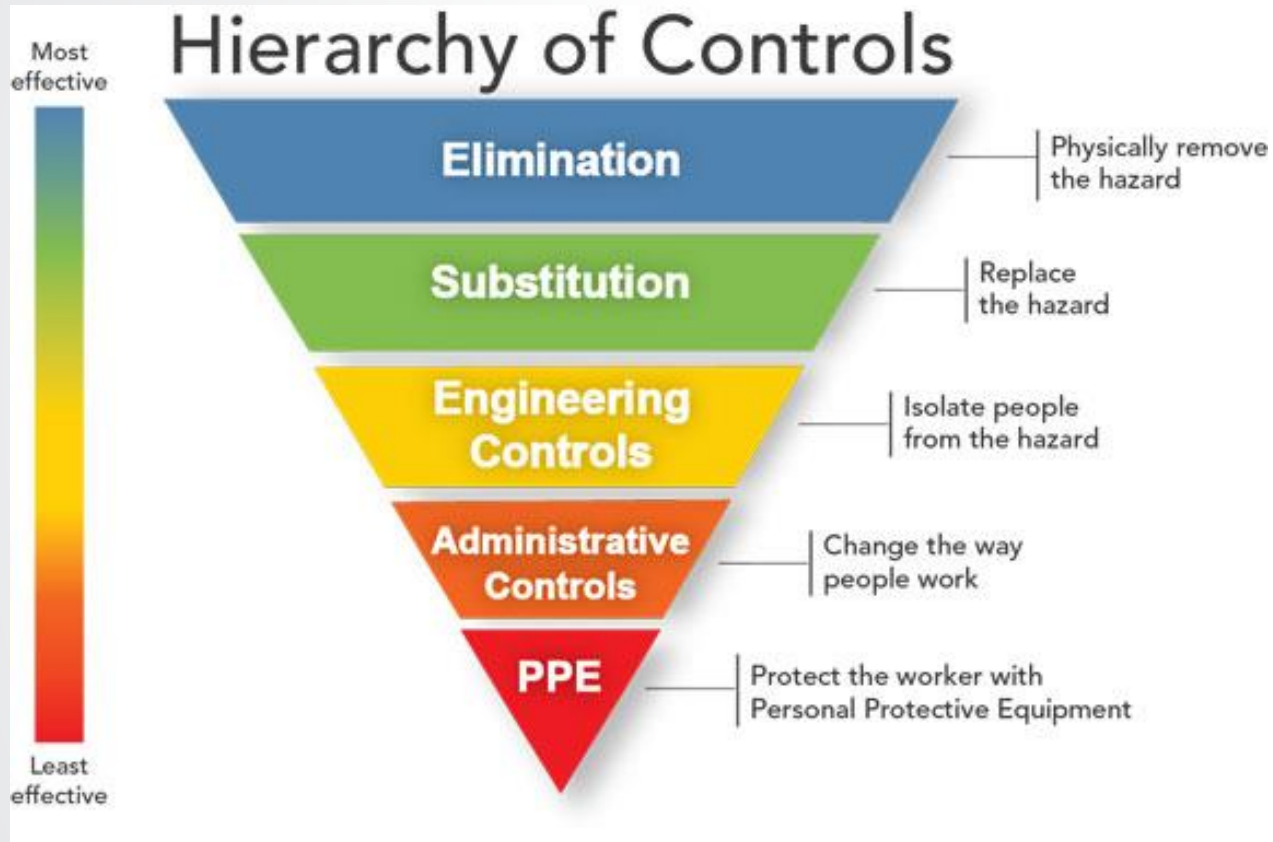 Hierarchy of Controls
Most
effective
Elimination
Physically remove
the hazard
Substitution
Replace
the hazard
Engineering
Controls
Isolate people
from the hazard
Administrative
Controls
Change the way
people work
PPE
Protect the worker with
Personal Protective Equipment
Least
effective